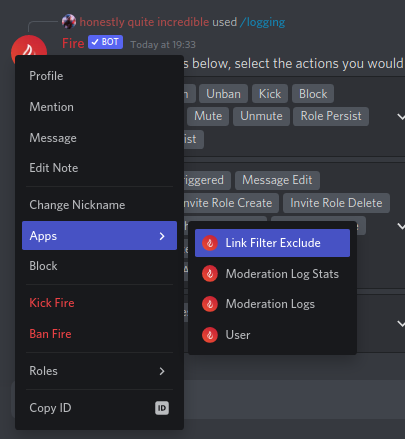 honestly quite incredible used /logging
Fire BOT Today at 19:33
s below, select the actions you would
Unban Kick Block
Mute Unmute Role Persist
ist
iggered Message Edit
nvite Role Create Invite Role Delete
Profile
Mention
Message
Edit Note
Change Nickname
Apps
Block
Kick Fire
Ban Fire
Roles
Copy ID ID
Link Filter Exclude
Moderation Log Stats
Moderation Logs
User